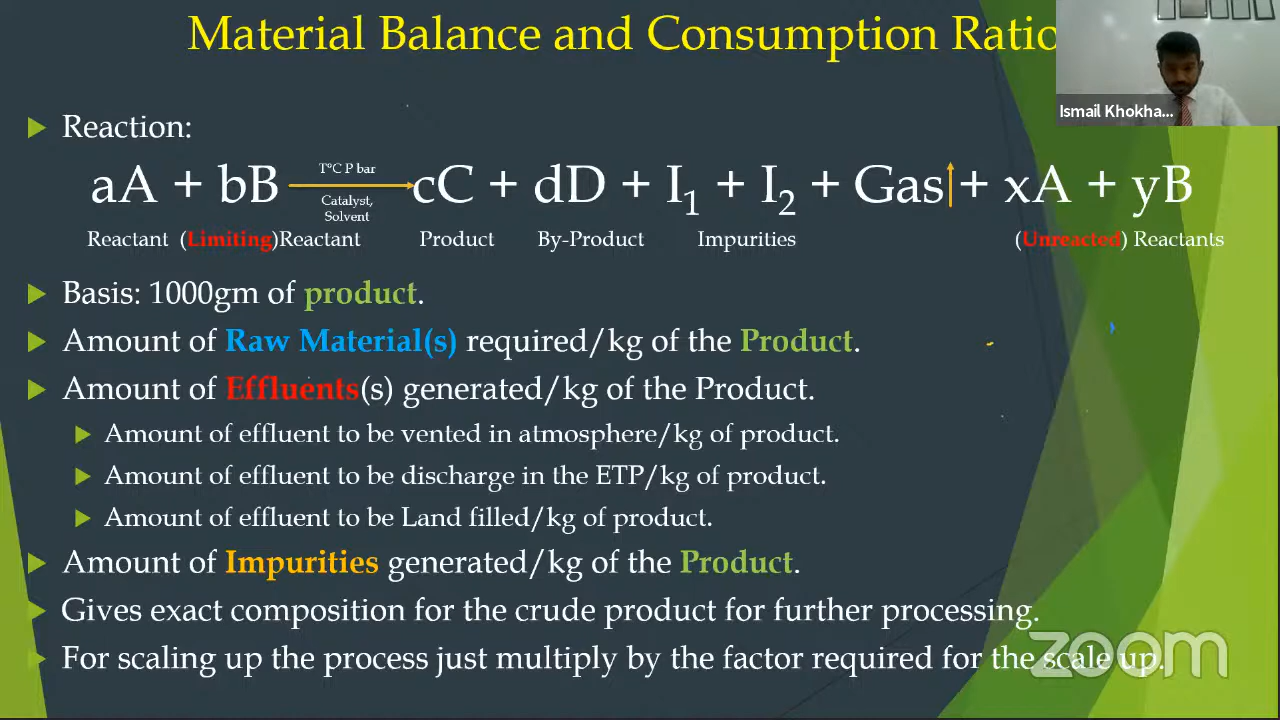 Material Balance and Consumption Ratio
Ismail Khokha...
Reaction:
aA + bB T°C P bar cC + dD + I₁ + I₂ + Gas + xA + yB
Catalyst,
Solvent
Reactant (Limiting)Reactant Product By-Product Impurities (Unreacted) Reactants
Basis: 1000gm of product.
Amount of Raw Material(s) required/kg of the Product.
Amount of Effluents(s) generated/kg of the Product.
Amount of effluent to be vented in atmosphere/kg of product.
Amount of effluent to be discharge in the ETP/kg of product.
Amount of effluent to be Land filled/kg of product.
Amount of Impurities generated/kg of the Product.
Gives exact composition for the crude product for further processing.
For scaling up the process just multiply by the factor required for the scale up.
zoom